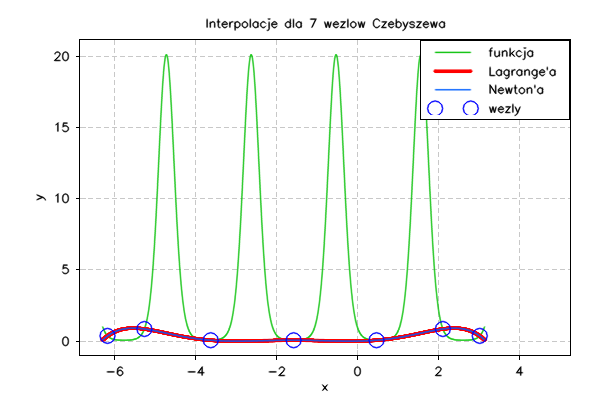 Interpolacje dla 7 wezlow Czebyszewa
funkcja
Lagrange'a
Newton'a
wezly
20
15
10
5
0
y
−6 −4 −2 0 2 4
x